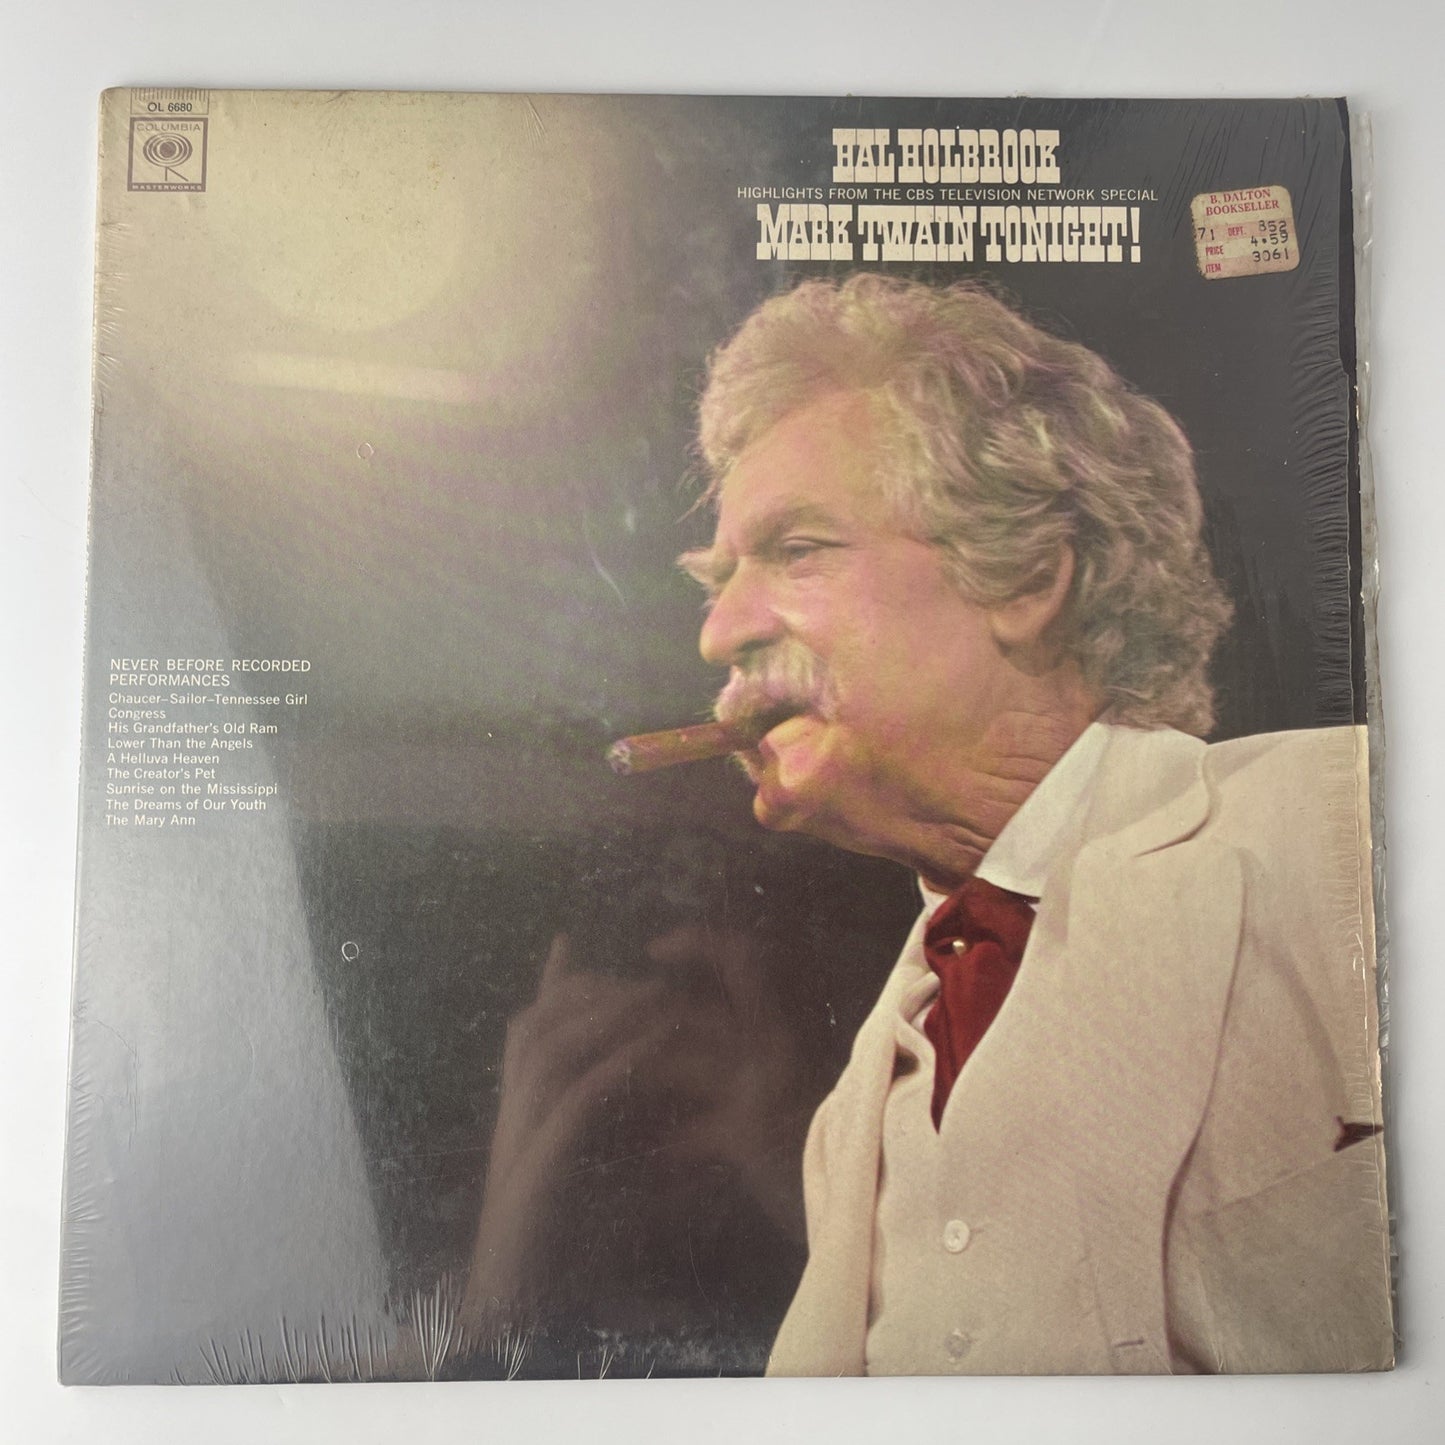 OL 6680
COLUMBIA
MASTERWORKS
HAL HOLBROOK
HIGHLIGHTS FROM THE CBS TELEVISION NETWORK SPECIAL
MARK TWAIN TONIGHT!
B. DALTON
BOOKSELLER
71 DEPT. 352
PRICE 4.59
ITEM 3061
NEVER BEFORE RECORDED
PERFORMANCES
Chaucer–Sailor–Tennessee Girl
Congress
His Grandfather's Old Ram
Lower Than the Angels
A Helluva Heaven
The Creator's Pet
Sunrise on the Mississippi
The Dreams of Our Youth
The Mary Ann